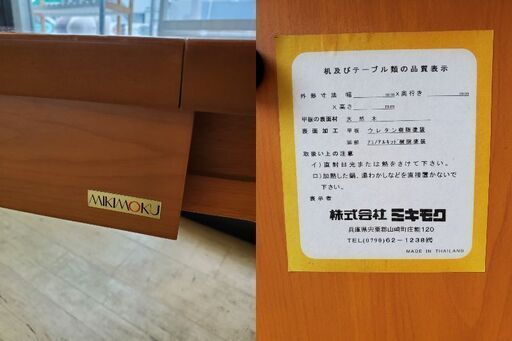 MIKIMOKU
机及びテーブル類の品質表示
外形寸法 幅 mm×奥行き mm
×高さ mm
甲板の表面材 天然木
表面加工 甲板 ウレタン樹脂塗装
脚部 アミノアルキッド樹脂塗装
取扱い上の注意
イ)直射日光または熱をさけて下さい。
ロ)加熱した鍋、湯わかしなどを直接置かないで
下さい。
表示者
株式会社 ミキモク
兵庫県宍粟郡山崎町庄能120
TEL(0790)62-1238㈹
MADE IN THAILAND